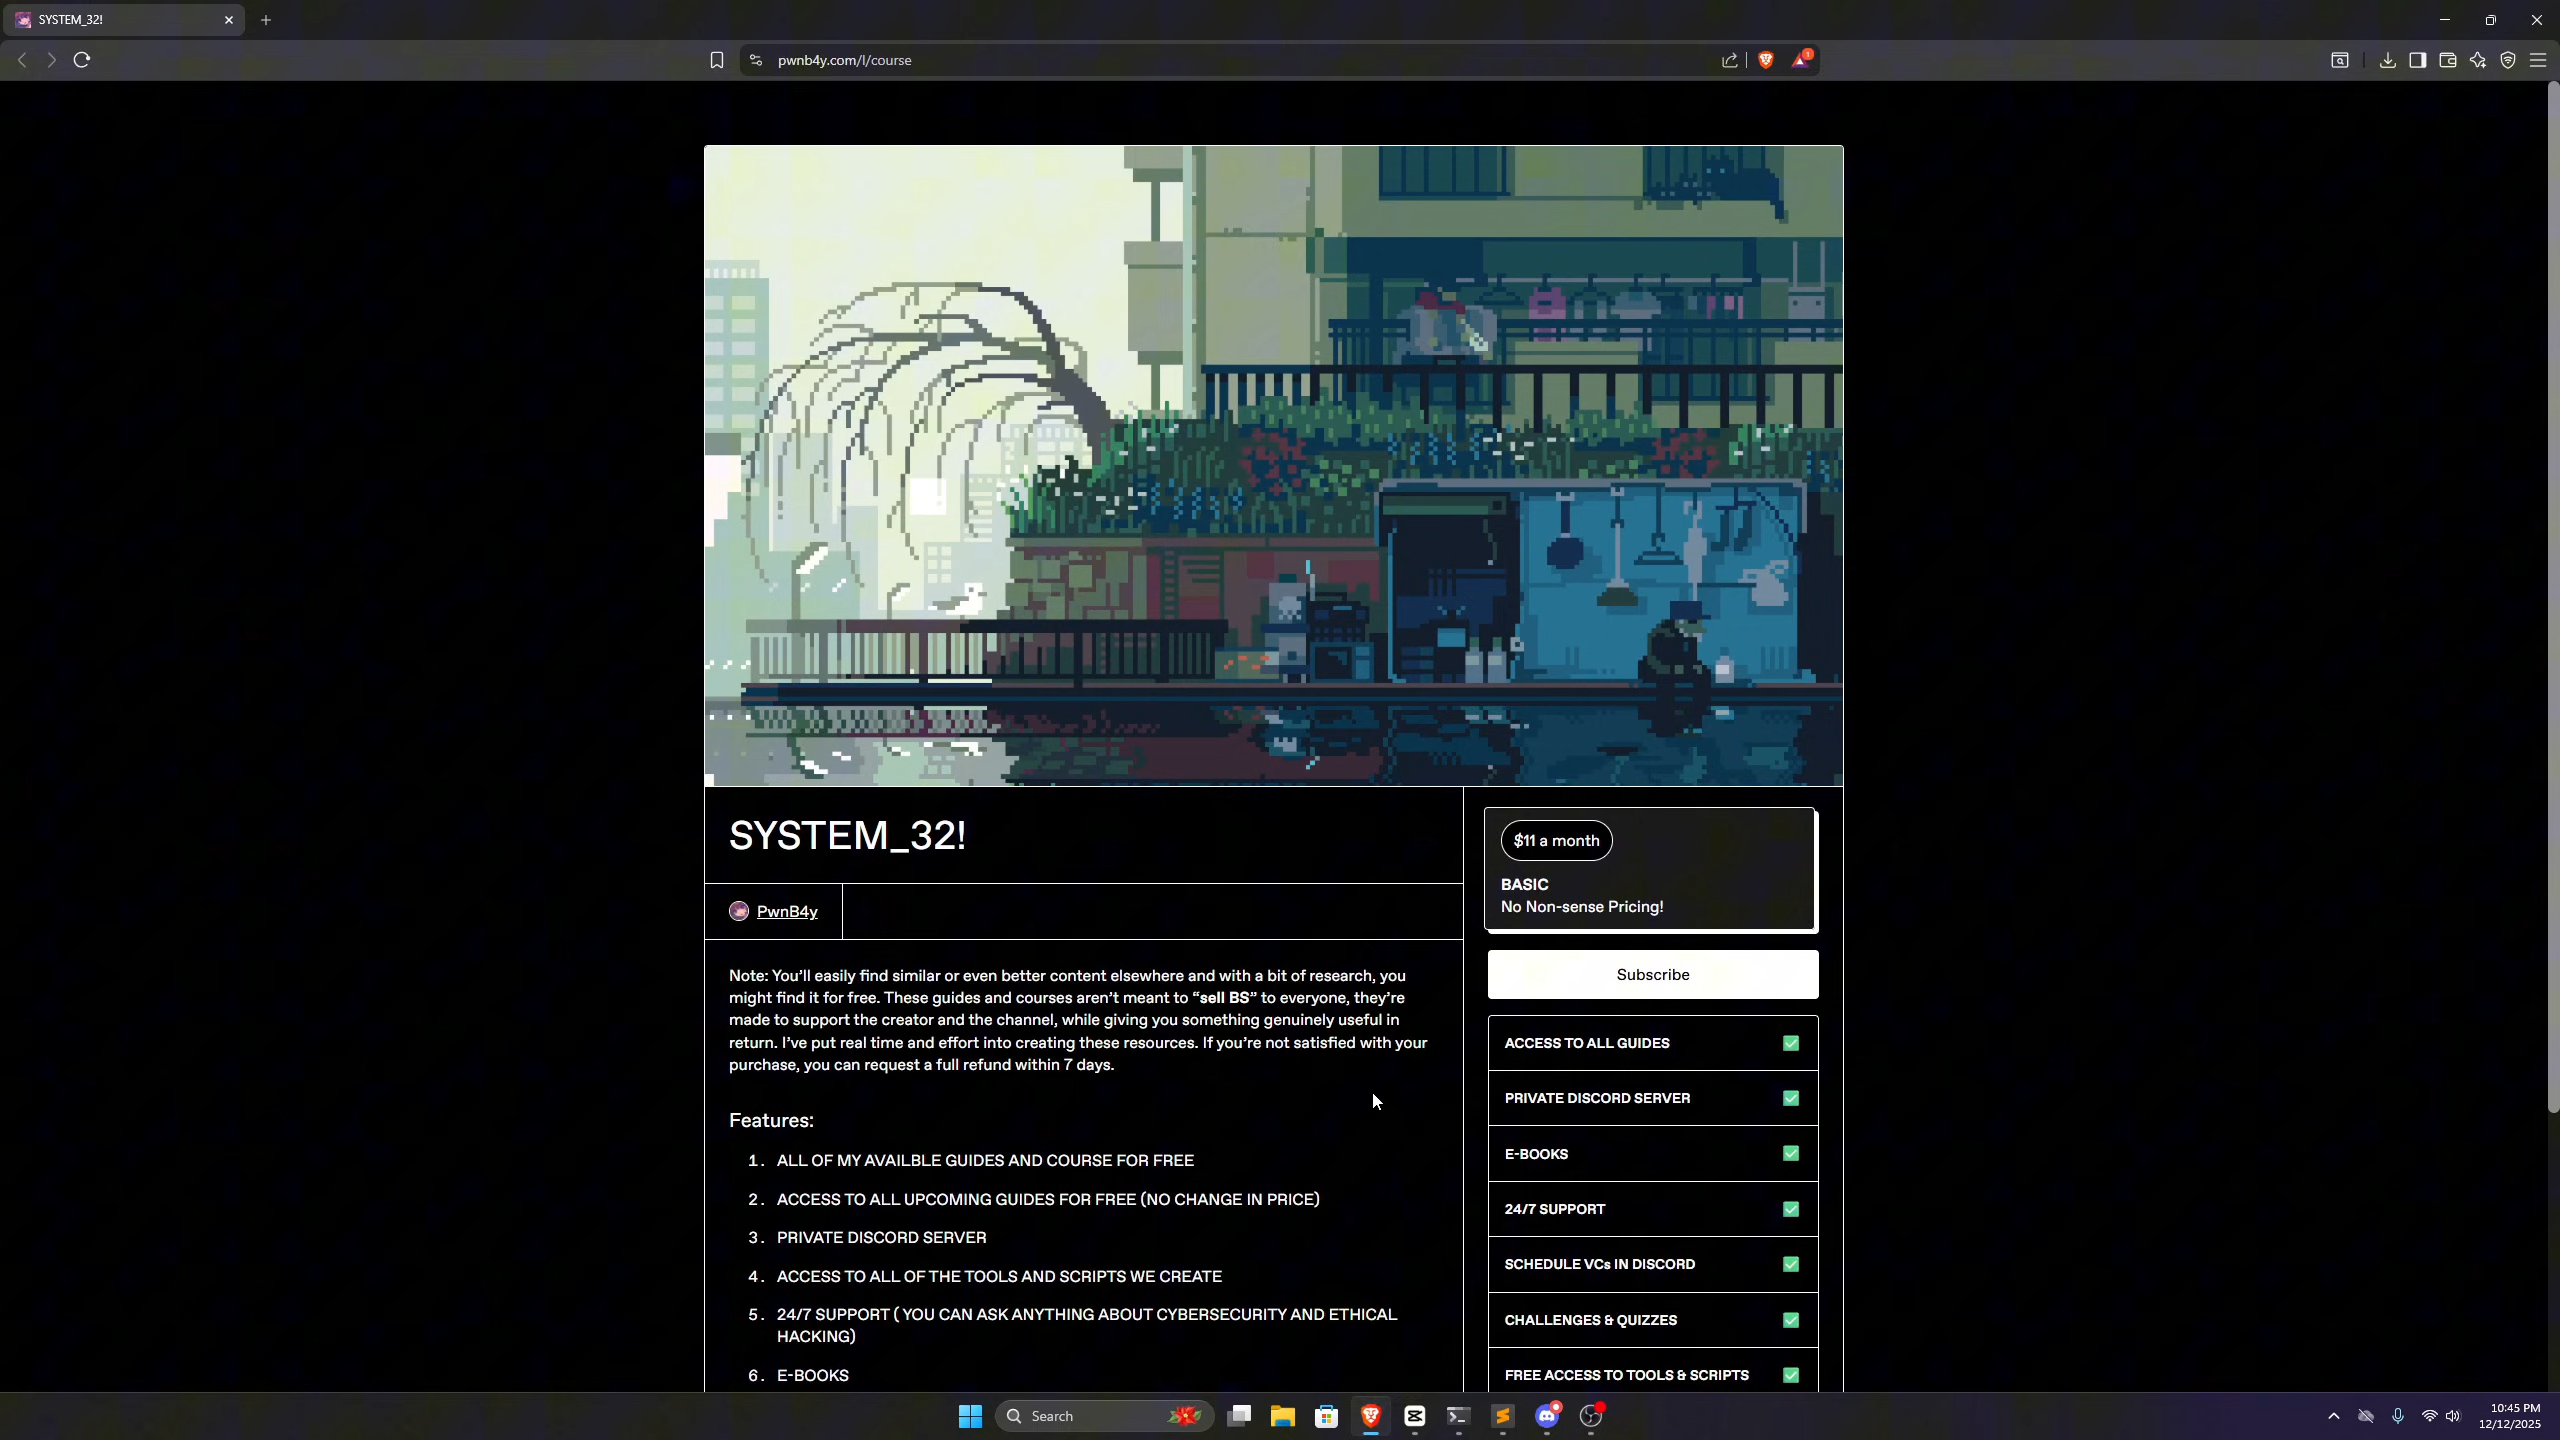 SYSTEM_32!
pwnb4y.com/l/course
1
SYSTEM_32!
PwnB4y
Note: You'll easily find similar or even better content elsewhere and with a bit of research, you
might find it for free. These guides and courses aren't meant to “sell BS” to everyone, they're
made to support the creator and the channel, while giving you something genuinely useful in
return. I've put real time and effort into creating these resources. If you're not satisfied with your
purchase, you can request a full refund within 7 days.
Features:
1. ALL OF MY AVAILBLE GUIDES AND COURSE FOR FREE
2. ACCESS TO ALL UPCOMING GUIDES FOR FREE (NO CHANGE IN PRICE)
3. PRIVATE DISCORD SERVER
4. ACCESS TO ALL OF THE TOOLS AND SCRIPTS WE CREATE
5. 24/7 SUPPORT ( YOU CAN ASK ANYTHING ABOUT CYBERSECURITY AND ETHICAL
HACKING)
6. E-BOOKS
$11 a month
BASIC
No Non-sense Pricing!
Subscribe
ACCESS TO ALL GUIDES
PRIVATE DISCORD SERVER
E-BOOKS
24/7 SUPPORT
SCHEDULE VCs IN DISCORD
CHALLENGES & QUIZZES
FREE ACCESS TO TOOLS & SCRIPTS
Search
10:45 PM
12/12/2025